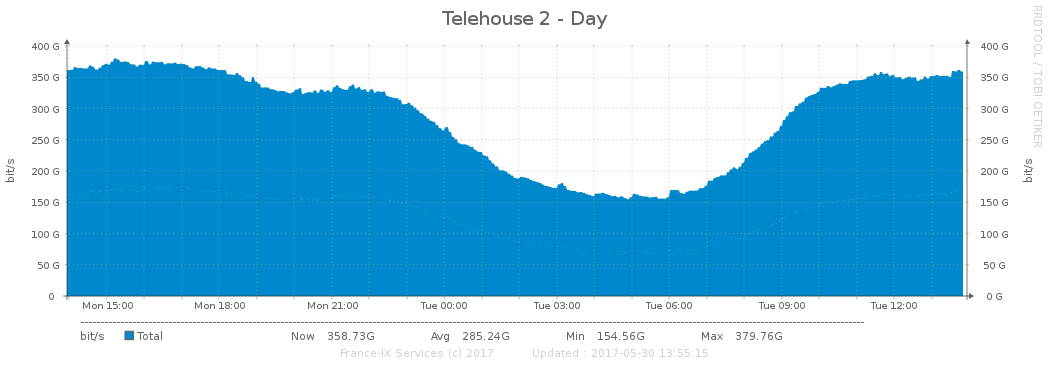 Telehouse 2 - Day
RRDTOOL / TOBI OETIKER
400 G 400 G
350 G 350 G
300 G 300 G
250 G 250 G
200 G 200 G
150 G 150 G
100 G 100 G
50 G 50 G
0 0 G
bit/s
bit/s
Mon 15:00 Mon 18:00 Mon 21:00 Tue 00:00 Tue 03:00 Tue 06:00 Tue 09:00 Tue 12:00
bit/s Total Now 358.73G Avg 285.24G Min 154.56G Max 379.76G
France-IX Services (c) 2017 Updated : 2017-05-30 13:55:15